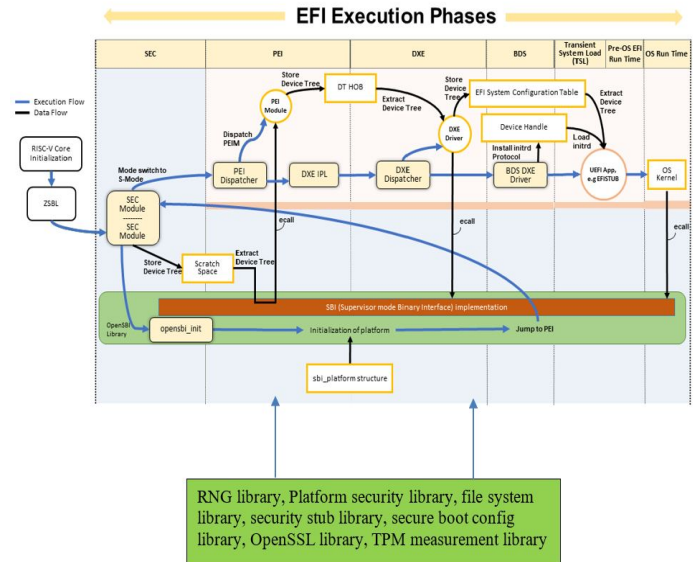 EFI Execution Phases
SEC
PEI
DXE
BDS
Transient
System Load
(TSL)
Pre-OS EFI
Run Time
OS Run Time
Execution Flow
Data Flow
RISC-V Core
Initialization
ZSBL
Mode switch to
S-Mode
SEC
Module
--------
SEC
Module
Store
Device Tree
Scratch
Space
Extract
Device Tree
Dispatch
PEIM
PEI
Dispatcher
PEI
Module
Store
Device Tree
DT HOB
Extract
Device Tree
DXE IPL
DXE
Dispatcher
DXE
Driver
Store
Device
Tree
EFI System Configuration Table
Device Handle
Install initrd
Protocol
BDS DXE
Driver
Extract
Device
Tree
Load
initrd
UEFI App,
e.g EFISTUB
OS
Kernel
ecall
ecall
ecall
SBI (Supervisor mode Binary Interface) implementation
OpenSBI
Library
opensbi_init
Initialization of platform
Jump to PEI
sbi_platform structure
RNG library, Platform security library, file system
library, security stub library, secure boot config
library, OpenSSL library, TPM measurement library